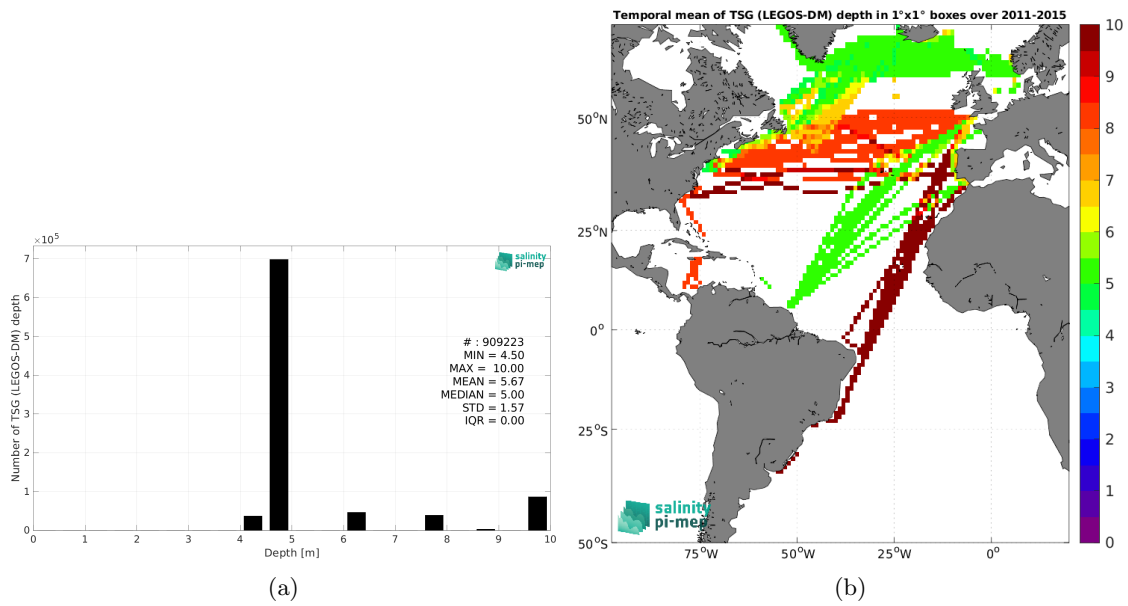 ×10⁵
7
6
5
4
3
2
1
0
Number of TSG (LEGOS-DM) depth
salinity
pi-mep
# : 909223
MIN = 4.50
MAX = 10.00
MEAN = 5.67
MEDIAN = 5.00
STD = 1.57
IQR = 0.00
0 1 2 3 4 5 6 7 8 9 10
Depth [m]
(a)
Temporal mean of TSG (LEGOS-DM) depth in 1°x1° boxes over 2011-2015
50°N
25°N
0°
25°S
50°S
75°W 50°W 25°W 0°
salinity
pi-mep
10
9
8
7
6
5
4
3
2
1
0
(b)